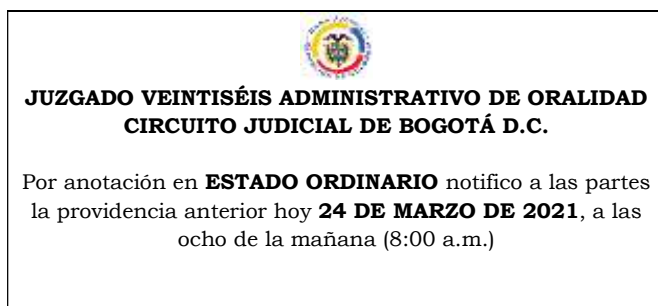 JUZGADO VEINTISÉIS ADMINISTRATIVO DE ORALIDAD
CIRCUITO JUDICIAL DE BOGOTÁ D.C.
Por anotación en ESTADO ORDINARIO notifico a las partes
la providencia anterior hoy 24 DE MARZO DE 2021, a las
ocho de la mañana (8:00 a.m.)